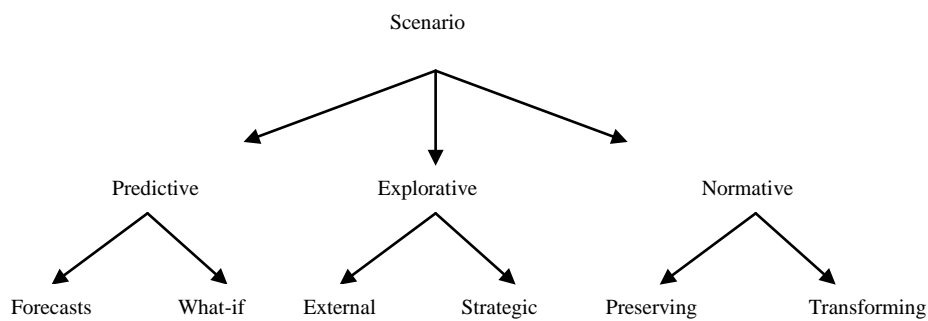 Scenario
Predictive Explorative Normative
Forecasts What-if External Strategic Preserving Transforming